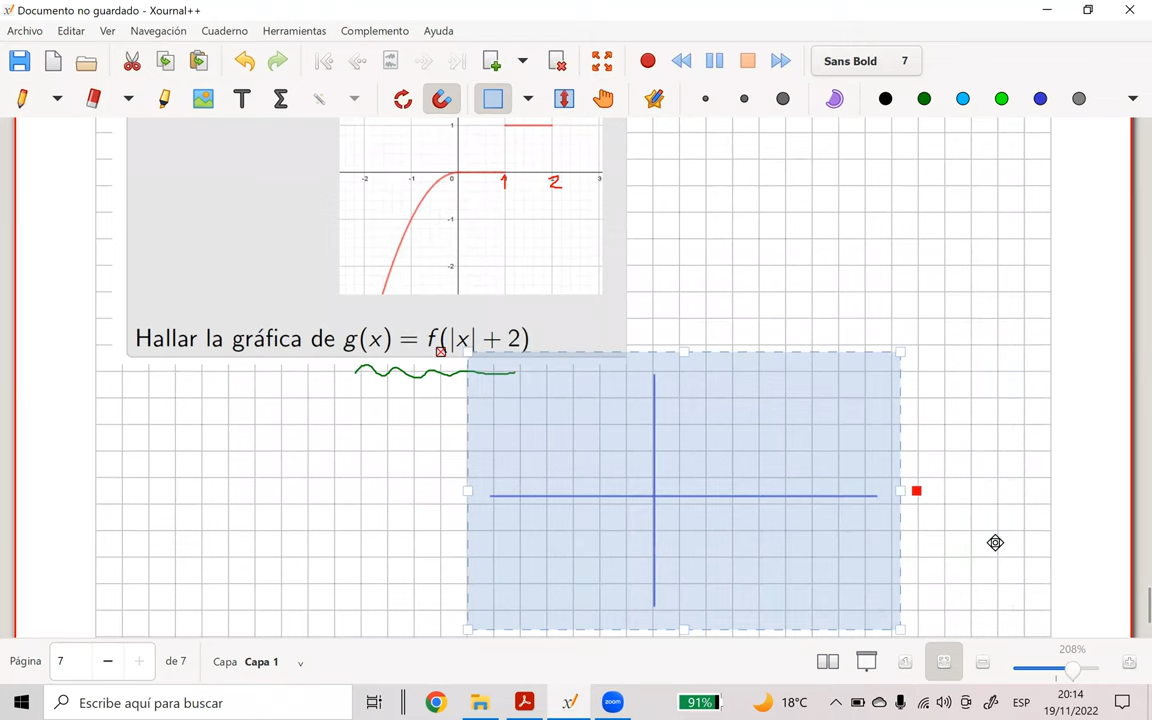 Documento no guardado - Xournal++
Archivo Editar Ver Navegación Cuaderno Herramientas Complemento Ayuda
Sans Bold 7
1
-2 -1 0 1 2 3
-1
-2
Hallar la gráfica de g(x) = f(|x| + 2)
Página 7 de 7 Capa Capa 1
208%
Escribe aquí para buscar
zoom
91%
18°C
ESP
20:14
19/11/2022